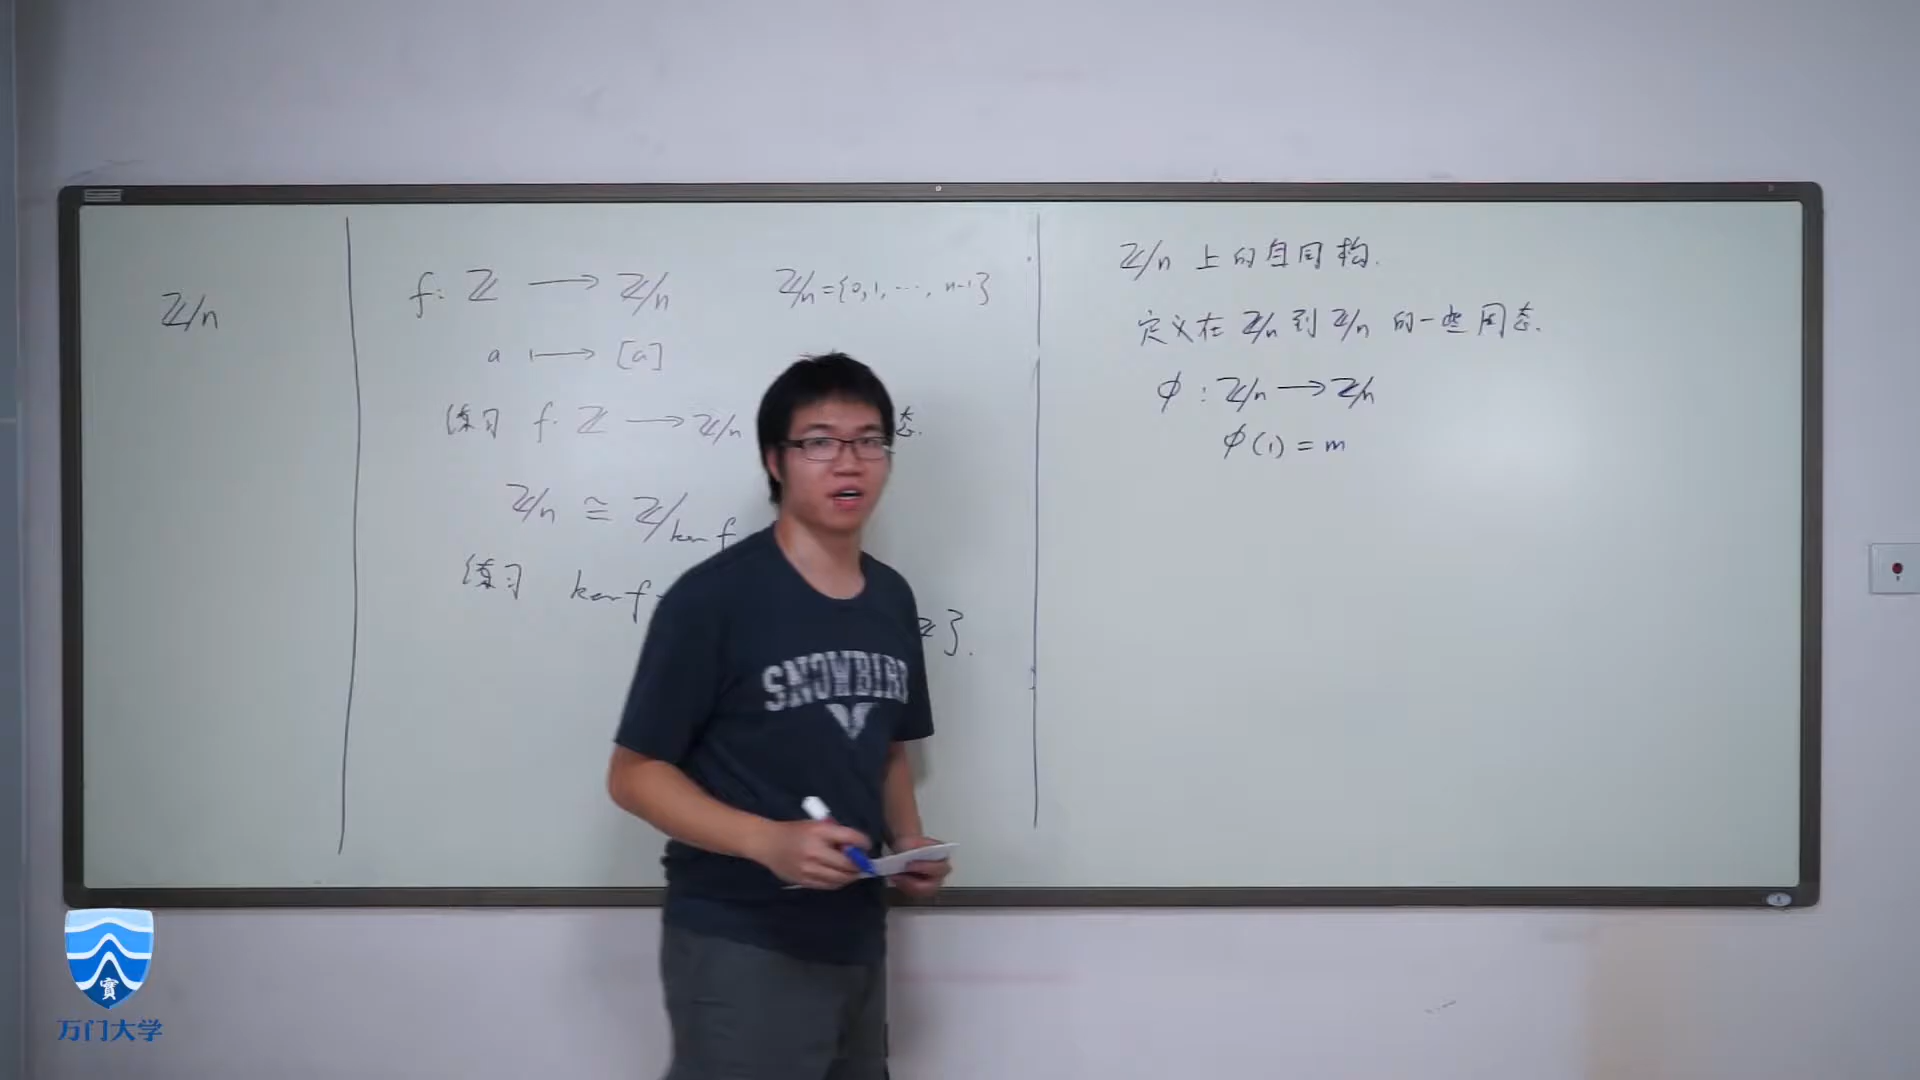 ℤ/n
f: ℤ ⟶ ℤ/n ℤ/n={0,1,⋯, n-1}
a ⟼ [a]
练习 f: ℤ ⟶ ℤ/n 态.
ℤ/n ≅ ℤ/ker f
练习 ker f
ℤ}.
ℤ/n 上的自同构.
定义在 ℤ/n 到 ℤ/n 的一些同态.
ϕ : ℤ/n ⟶ ℤ/n
ϕ(1) = m
SNOWBIRD
寳
万门大学